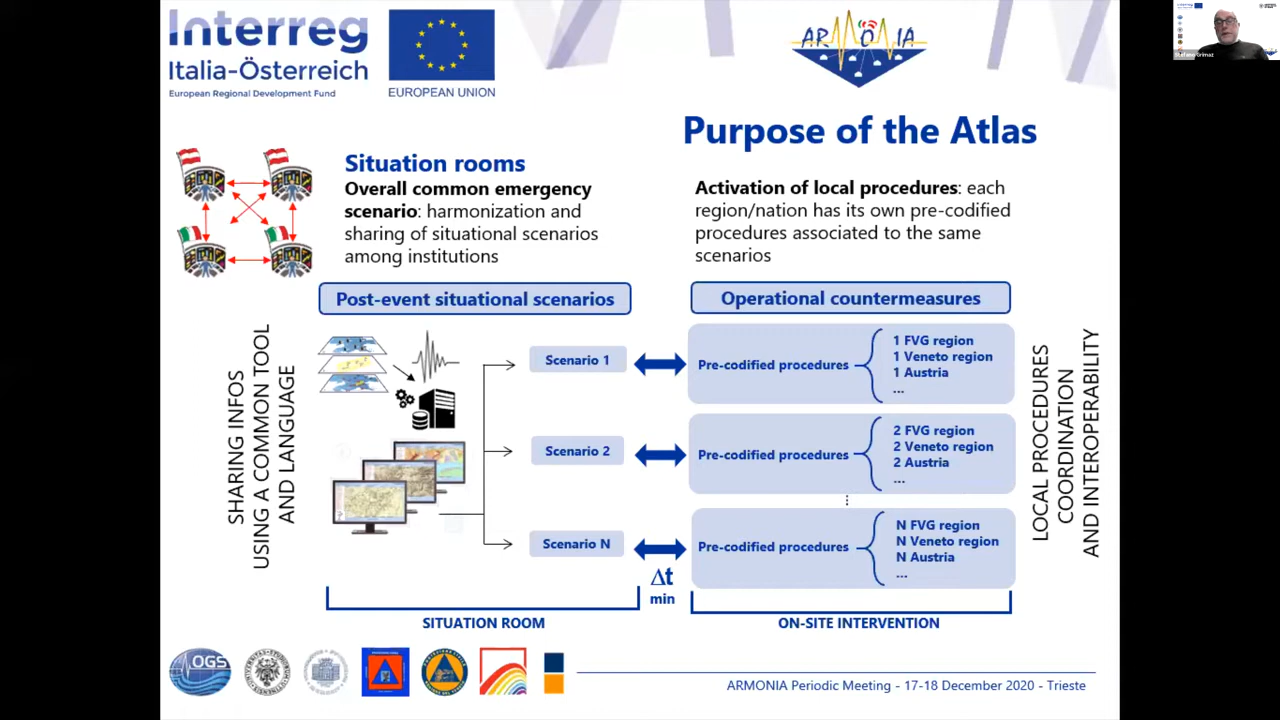 Interreg
Italia-Österreich
European Regional Development Fund
EUROPEAN UNION
ARMONIA
Stefano Grimaz
Purpose of the Atlas
Situation rooms
Overall common emergency
scenario: harmonization and
sharing of situational scenarios
among institutions
Activation of local procedures: each
region/nation has its own pre-codified
procedures associated to the same
scenarios
Post-event situational scenarios
Operational countermeasures
SHARING INFOS
USING A COMMON TOOL
AND LANGUAGE
Scenario 1
Pre-codified procedures
1 FVG region
1 Veneto region
1 Austria
...
Scenario 2
Pre-codified procedures
2 FVG region
2 Veneto region
2 Austria
...
Scenario N
Pre-codified procedures
N FVG region
N Veneto region
N Austria
...
LOCAL PROCEDURES
COORDINATION
AND INTEROPERABILITY
Δt
min
SITUATION ROOM
ON-SITE INTERVENTION
OGS
ARMONIA Periodic Meeting - 17-18 December 2020 - Trieste